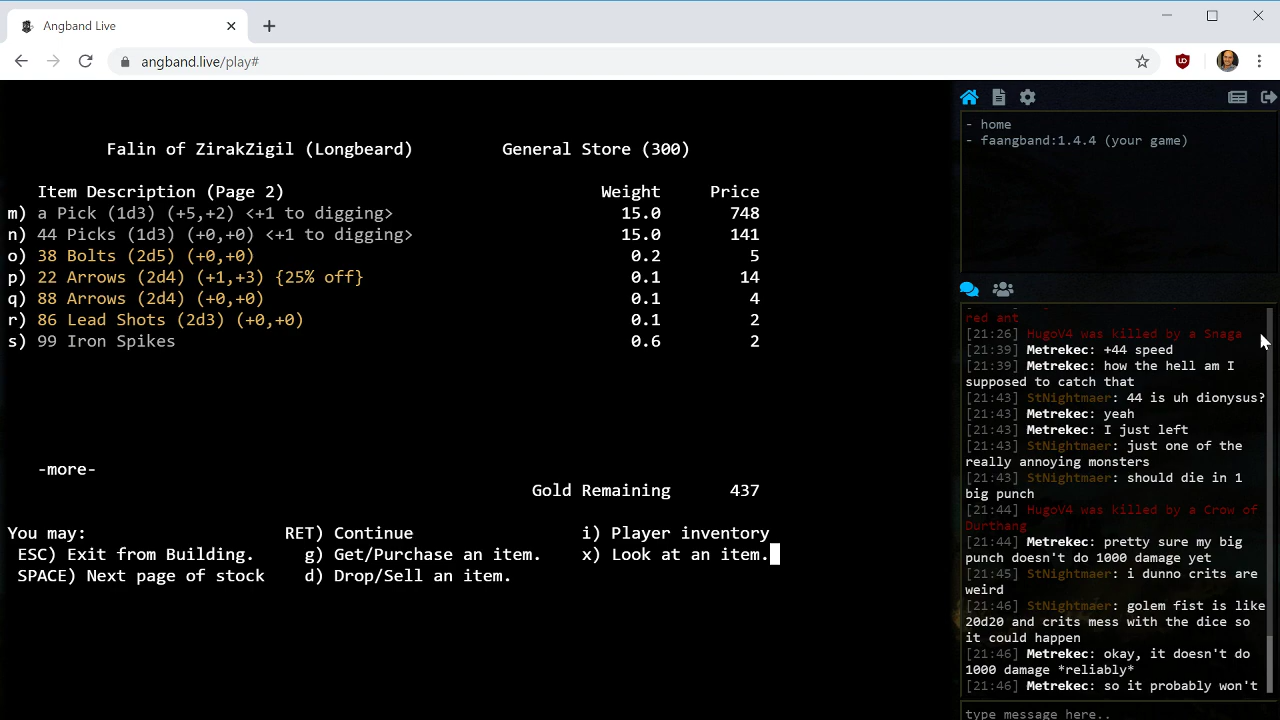 Angband Live
angband.live/play#
Falin of ZirakZigil (Longbeard) General Store (300)
Item Description (Page 2) Weight Price
m) a Pick (1d3) (+5,+2) <+1 to digging> 15.0 748
n) 44 Picks (1d3) (+0,+0) <+1 to digging> 15.0 141
o) 38 Bolts (2d5) (+0,+0) 0.2 5
p) 22 Arrows (2d4) (+1,+3) {25% off} 0.1 14
q) 88 Arrows (2d4) (+0,+0) 0.1 4
r) 86 Lead Shots (2d3) (+0,+0) 0.1 2
s) 99 Iron Spikes 0.6 2
-more-
Gold Remaining 437
You may: RET) Continue i) Player inventory
ESC) Exit from Building. g) Get/Purchase an item. x) Look at an item.
SPACE) Next page of stock d) Drop/Sell an item.
- home
- faangband:1.4.4 (your game)
red ant
[21:26] HugoV4 was killed by a Snaga
[21:39] Metrekec: +44 speed
[21:39] Metrekec: how the hell am I
supposed to catch that
[21:43] StNightmaer: 44 is uh dionysus?
[21:43] Metrekec: yeah
[21:43] Metrekec: I just left
[21:43] StNightmaer: just one of the
really annoying monsters
[21:43] StNightmaer: should die in 1
big punch
[21:44] HugoV4 was killed by a Crow of
Durthang
[21:44] Metrekec: pretty sure my big
punch doesn't do 1000 damage yet
[21:45] StNightmaer: i dunno crits are
weird
[21:46] StNightmaer: golem fist is like
20d20 and crits mess with the dice so
it could happen
[21:46] Metrekec: okay, it doesn't do
1000 damage *reliably*
[21:46] Metrekec: so it probably won't
type message here..